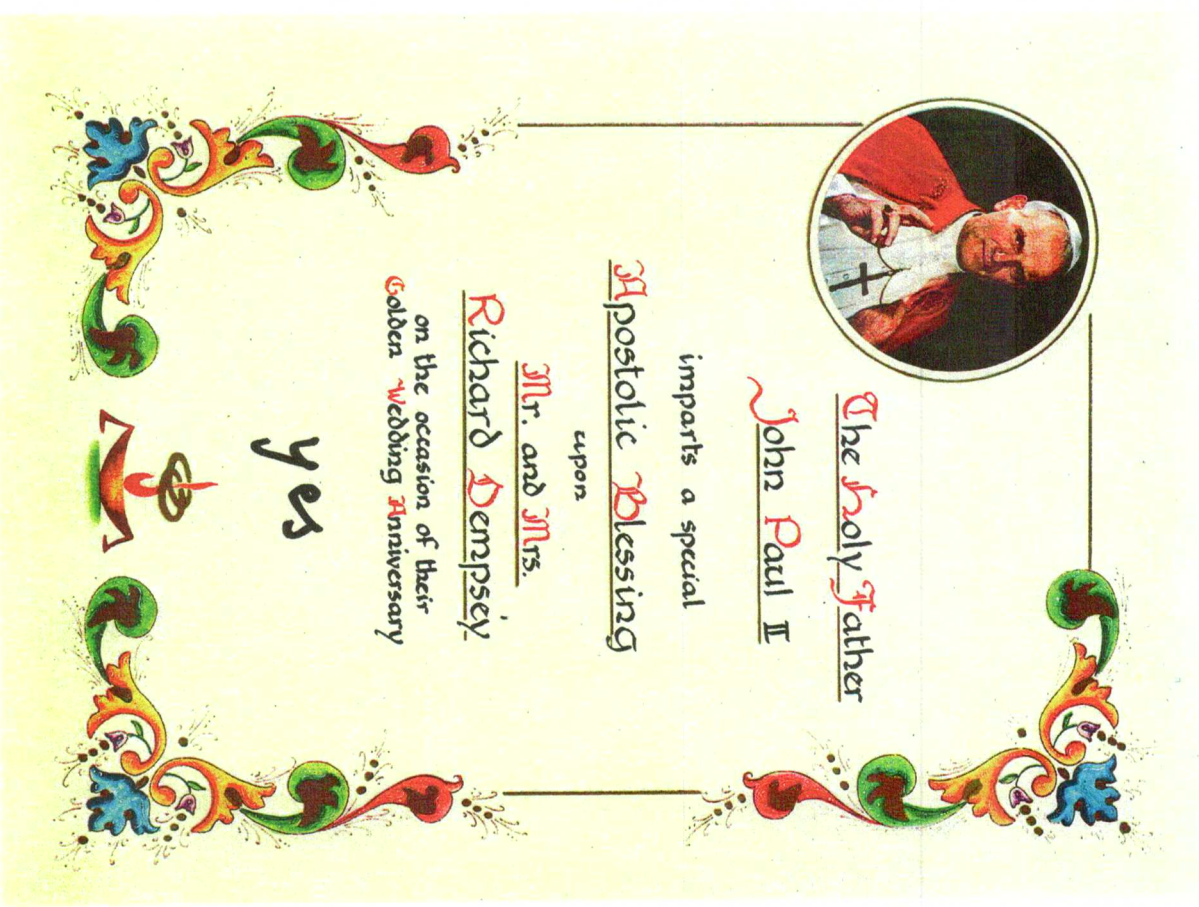 The Holy Father
John Paul II
imparts a special
Apostolic Blessing
upon
Mr. and Mrs.
Richard Dempsey
on the occasion of their
Golden Wedding Anniversary
yes